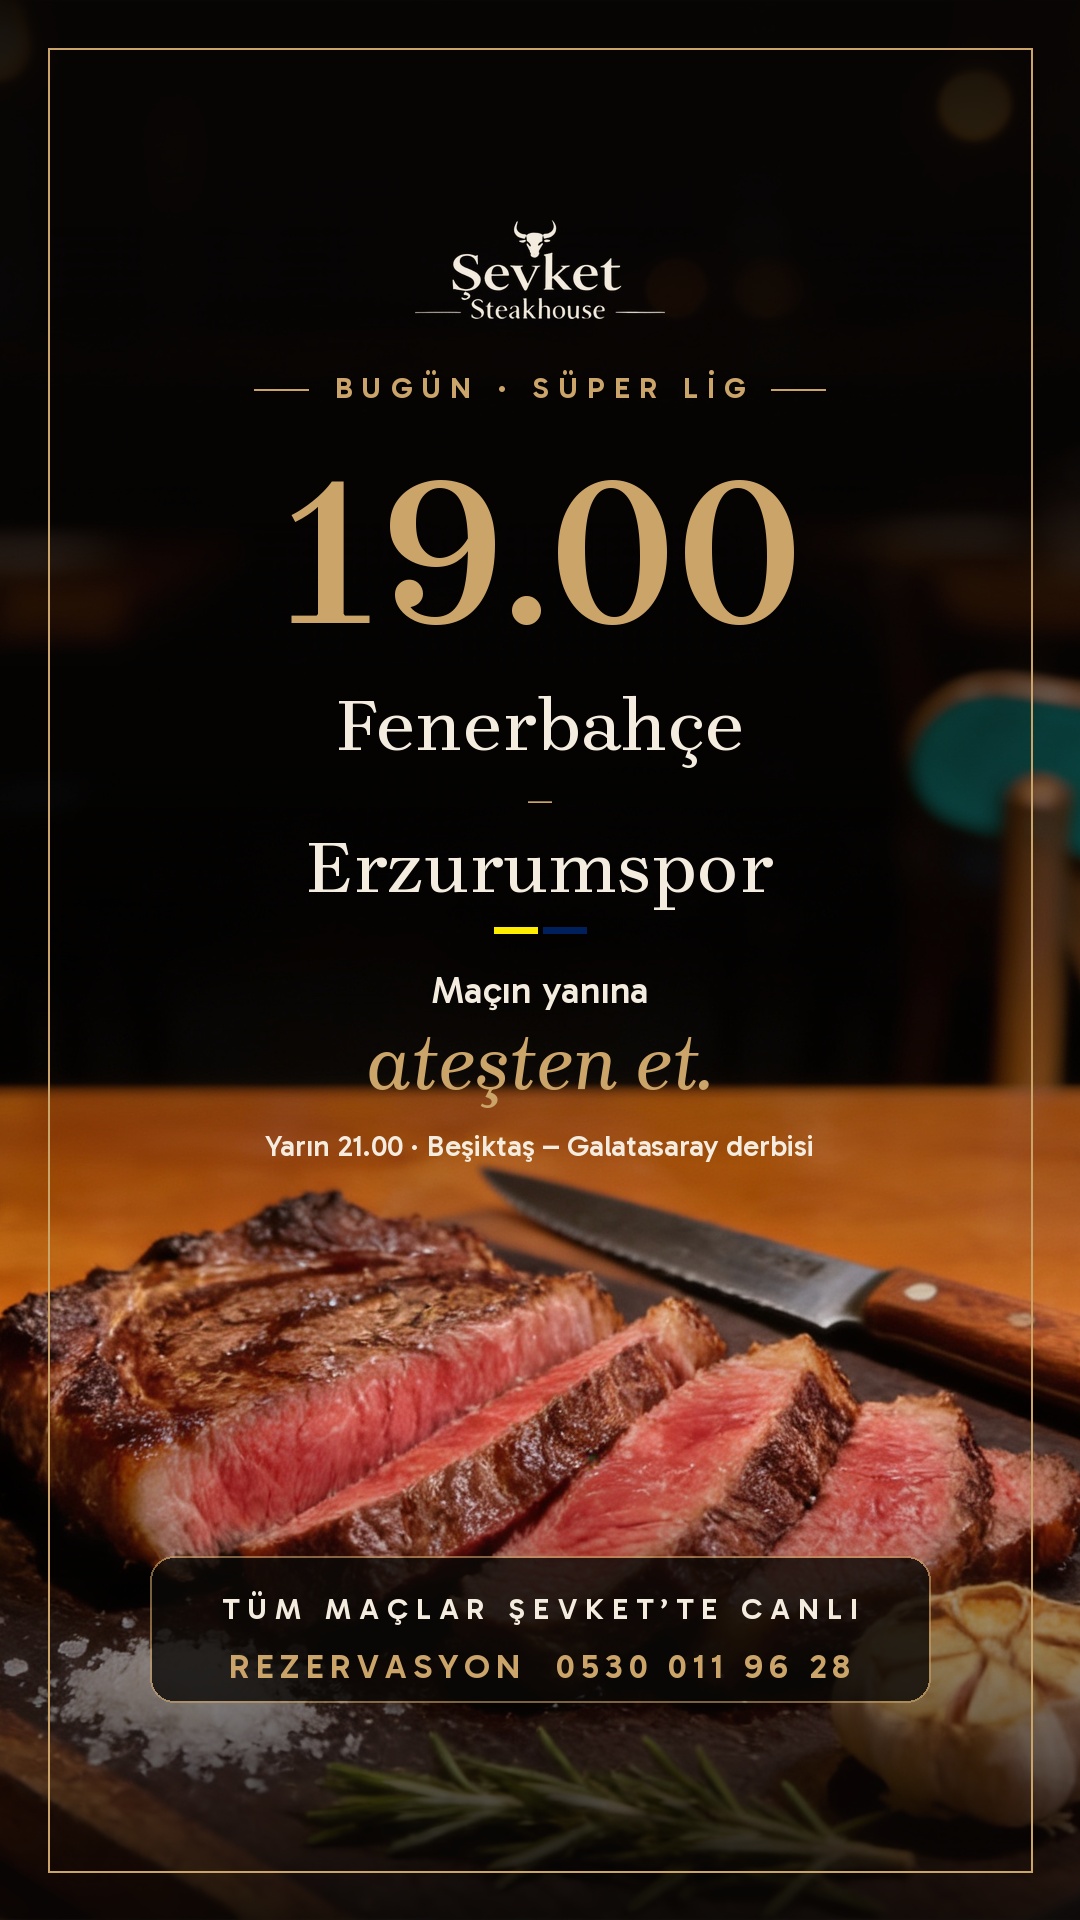 Şevket
Steakhouse
BUGÜN · SÜPER LİG
19.00
Fenerbahçe
—
Erzurumspor
Maçın yanına
ateşten et.
Yarın 21.00 · Beşiktaş – Galatasaray derbisi
TÜM MAÇLAR ŞEVKET’TE CANLI
REZERVASYON 0530 011 96 28